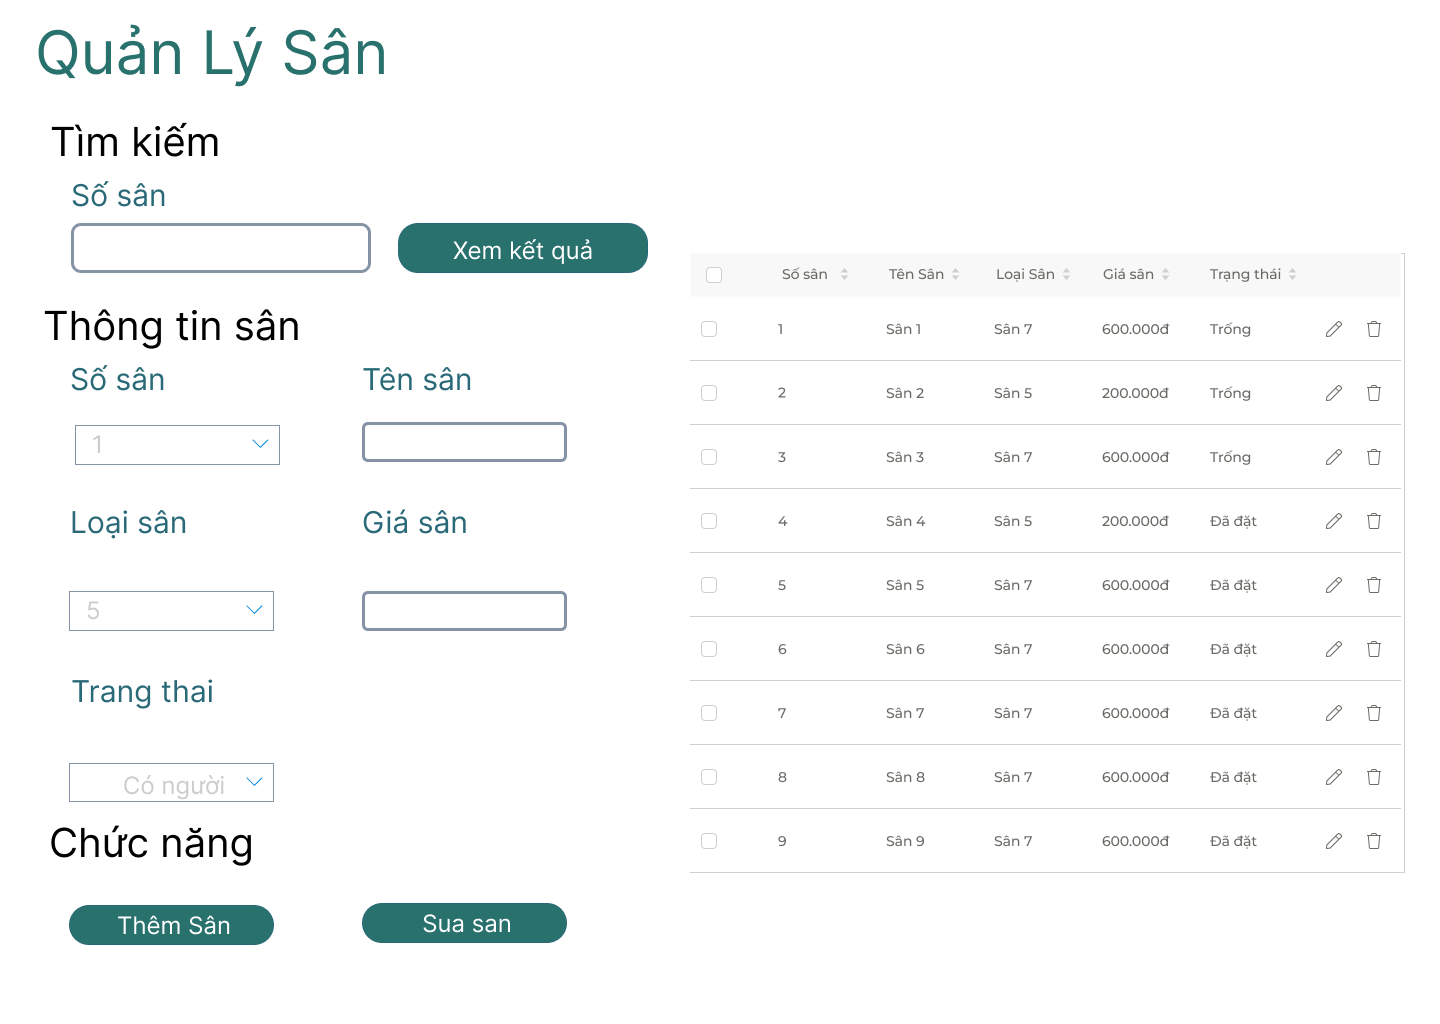 Quản Lý Sân
Tìm kiếm
Số sân
Xem kết quả
Thông tin sân
Số sân Tên sân
1
Loại sân Giá sân
5
Trang thai
Có người
Chức năng
Thêm Sân Sua san
Số sân Tên Sân Loại Sân Giá sân Trạng thái
1 Sân 1 Sân 7 600.000đ Trống
2 Sân 2 Sân 5 200.000đ Trống
3 Sân 3 Sân 7 600.000đ Trống
4 Sân 4 Sân 5 200.000đ Đã đặt
5 Sân 5 Sân 7 600.000đ Đã đặt
6 Sân 6 Sân 7 600.000đ Đã đặt
7 Sân 7 Sân 7 600.000đ Đã đặt
8 Sân 8 Sân 7 600.000đ Đã đặt
9 Sân 9 Sân 7 600.000đ Đã đặt